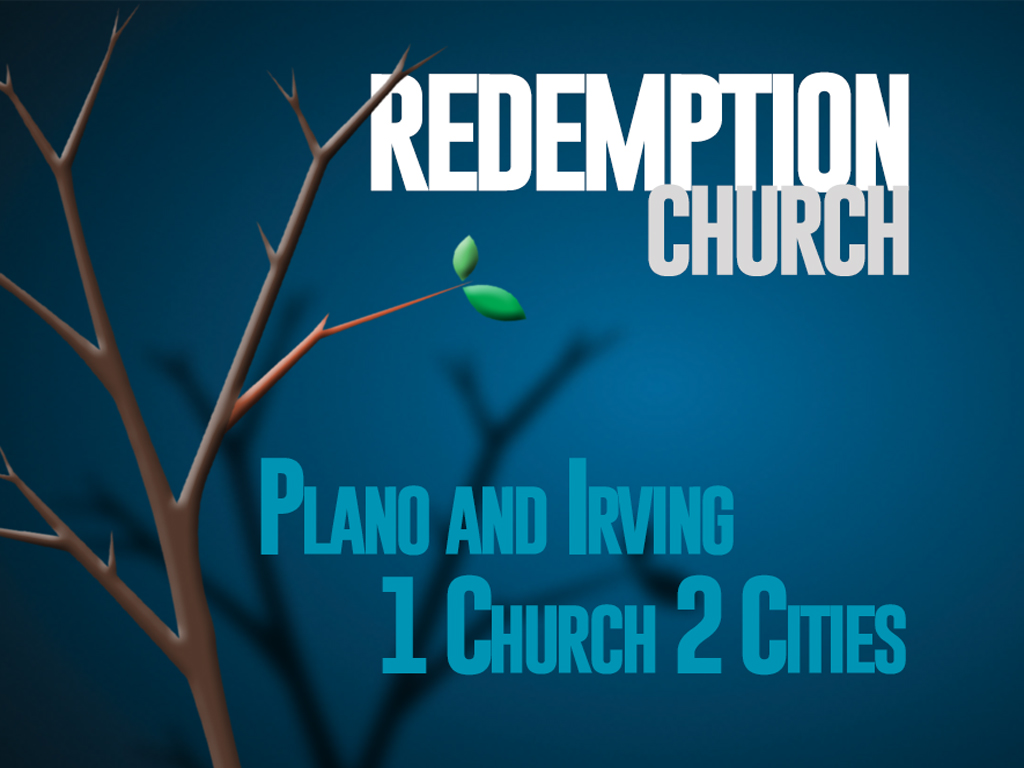 REDEMPTION
CHURCH
PLANO AND IRVING
1 CHURCH 2 CITIES